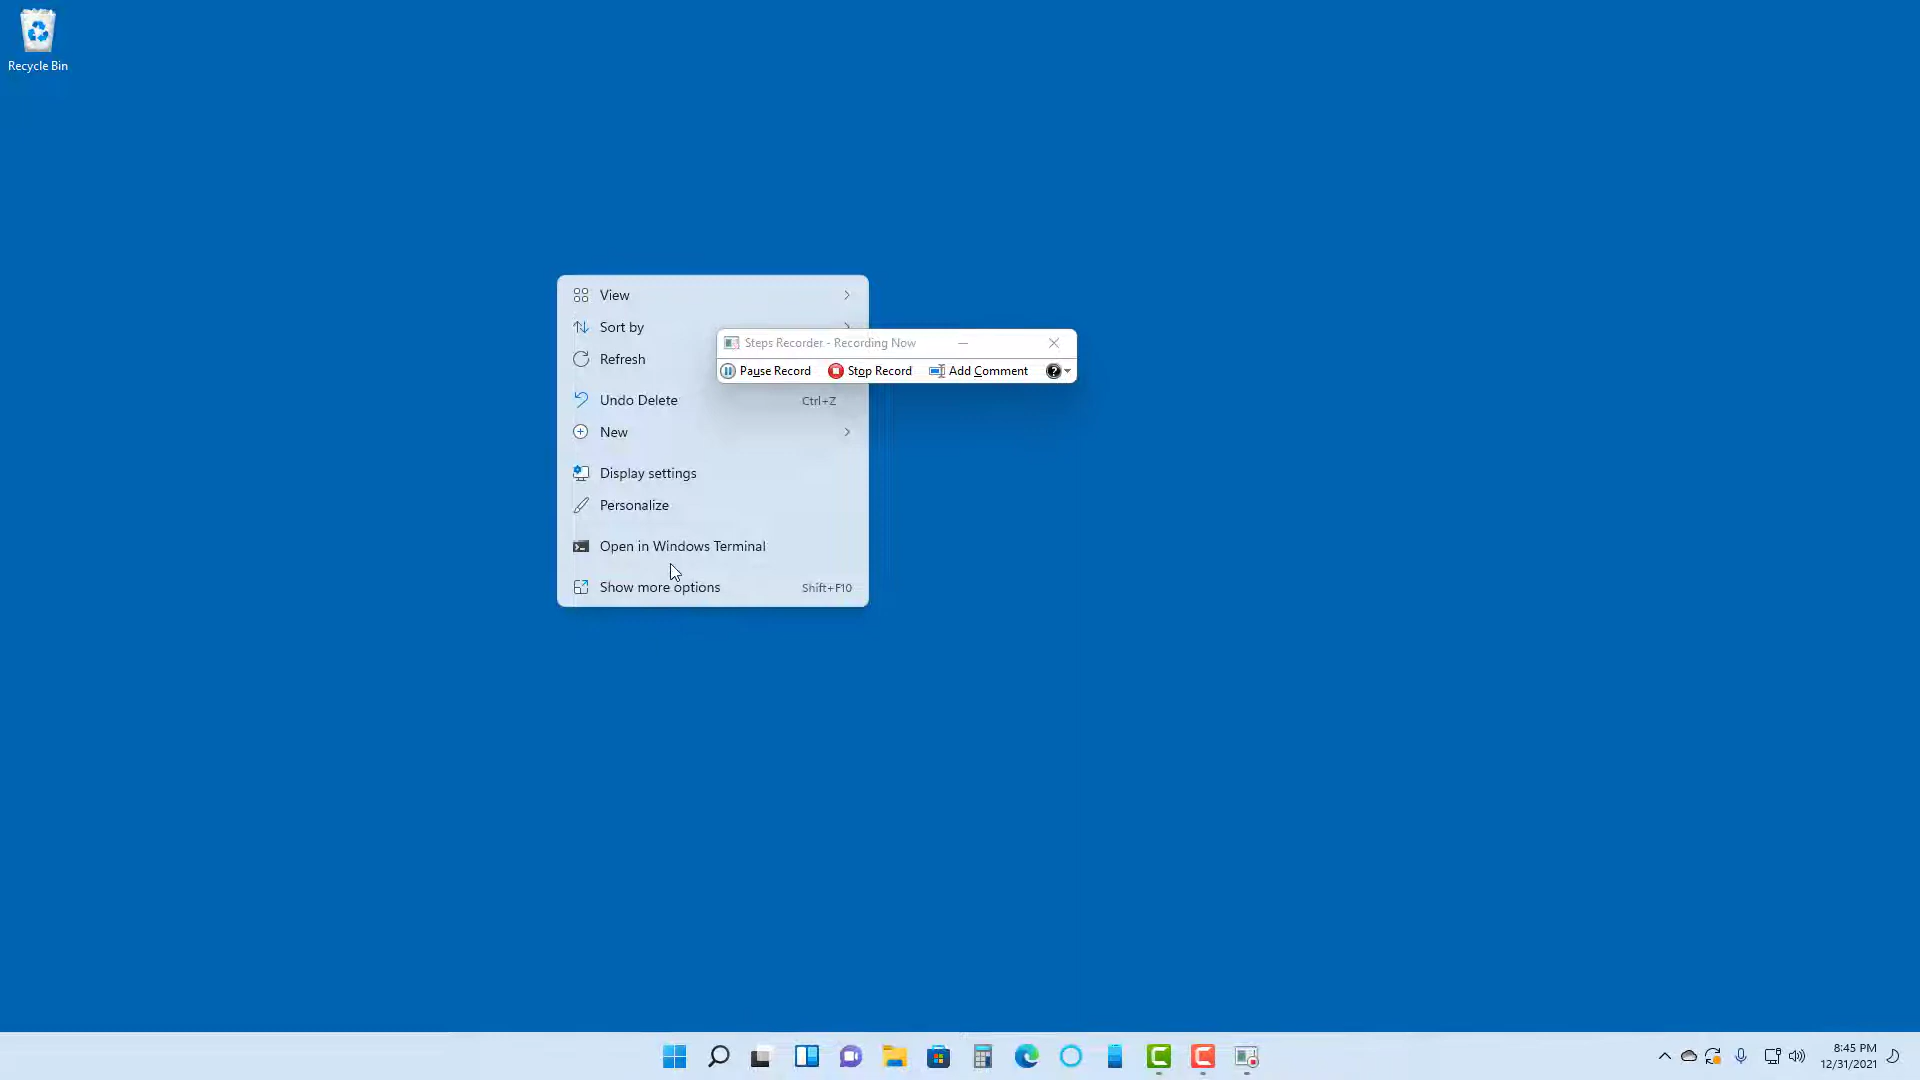 Recycle Bin
View
Sort by
Steps Recorder - Recording Now
Refresh
Pause Record
Stop Record
Add Comment
Undo Delete
Ctrl+Z
New
Display settings
Personalize
Open in Windows Terminal
Show more options
Shift+F10
8:45 PM
12/31/2021